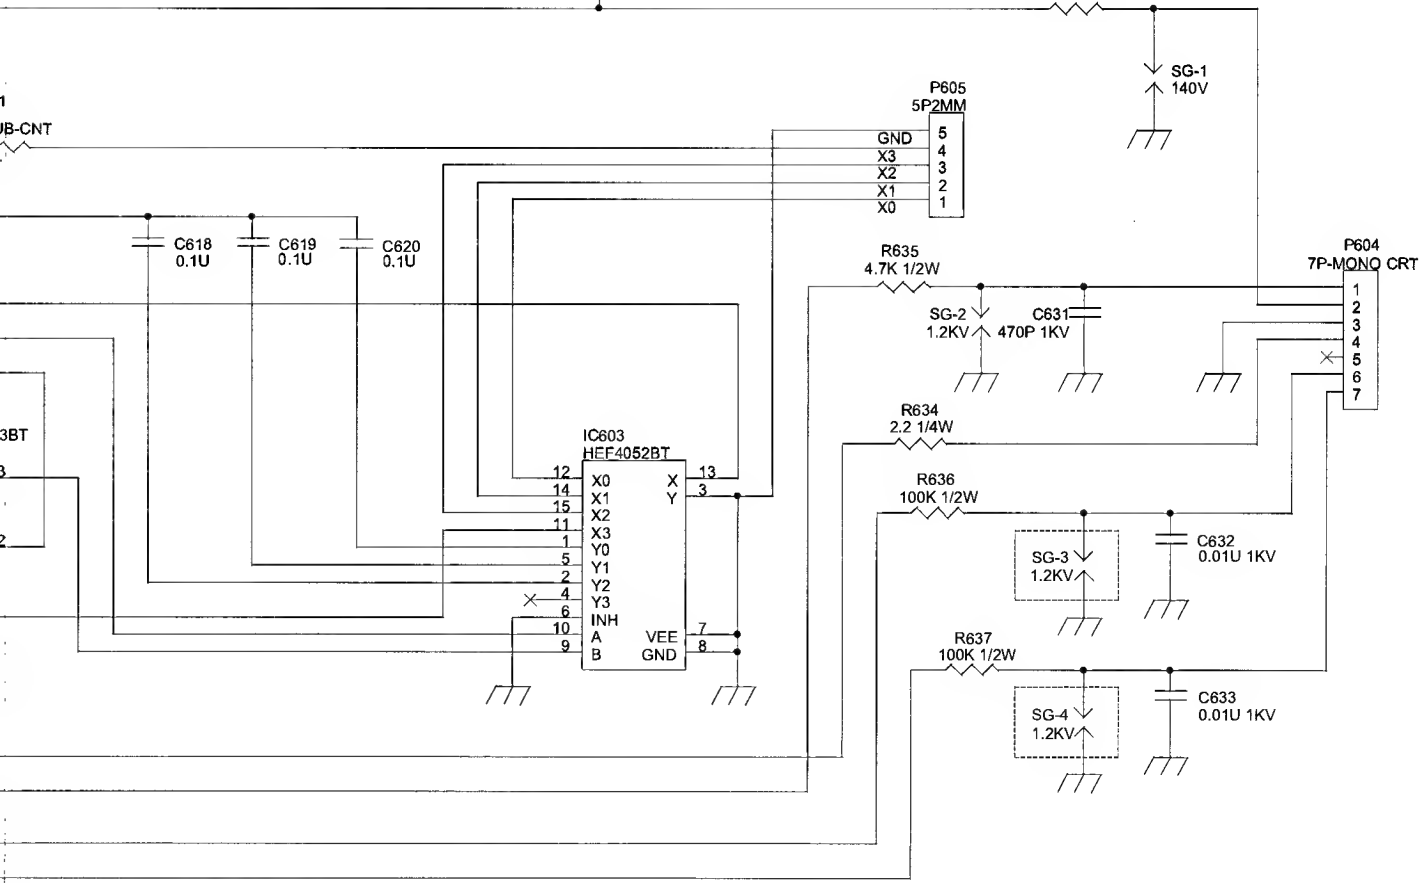 SG-1
140V
1
UB-CNT
P605
5P2MM
GND
X3
X2
X1
X0
5
4
3
2
1
C618
0.1U
C619
0.1U
C620
0.1U
R635
4.7K 1/2W
SG-2
1.2KV
C631
470P 1KV
P604
7P-MONO CRT
1
2
3
4
5
6
7
R634
2.2 1/4W
3BT
3
2
IC603
HEF4052BT
12 X0
14 X1
15 X2
11 X3
1 Y0
5 Y1
2 Y2
4 Y3
6 INH
10 A
9 B
X 13
Y 3
VEE 7
GND 8
R636
100K 1/2W
SG-3
1.2KV
C632
0.01U 1KV
R637
100K 1/2W
SG-4
1.2KV
C633
0.01U 1KV